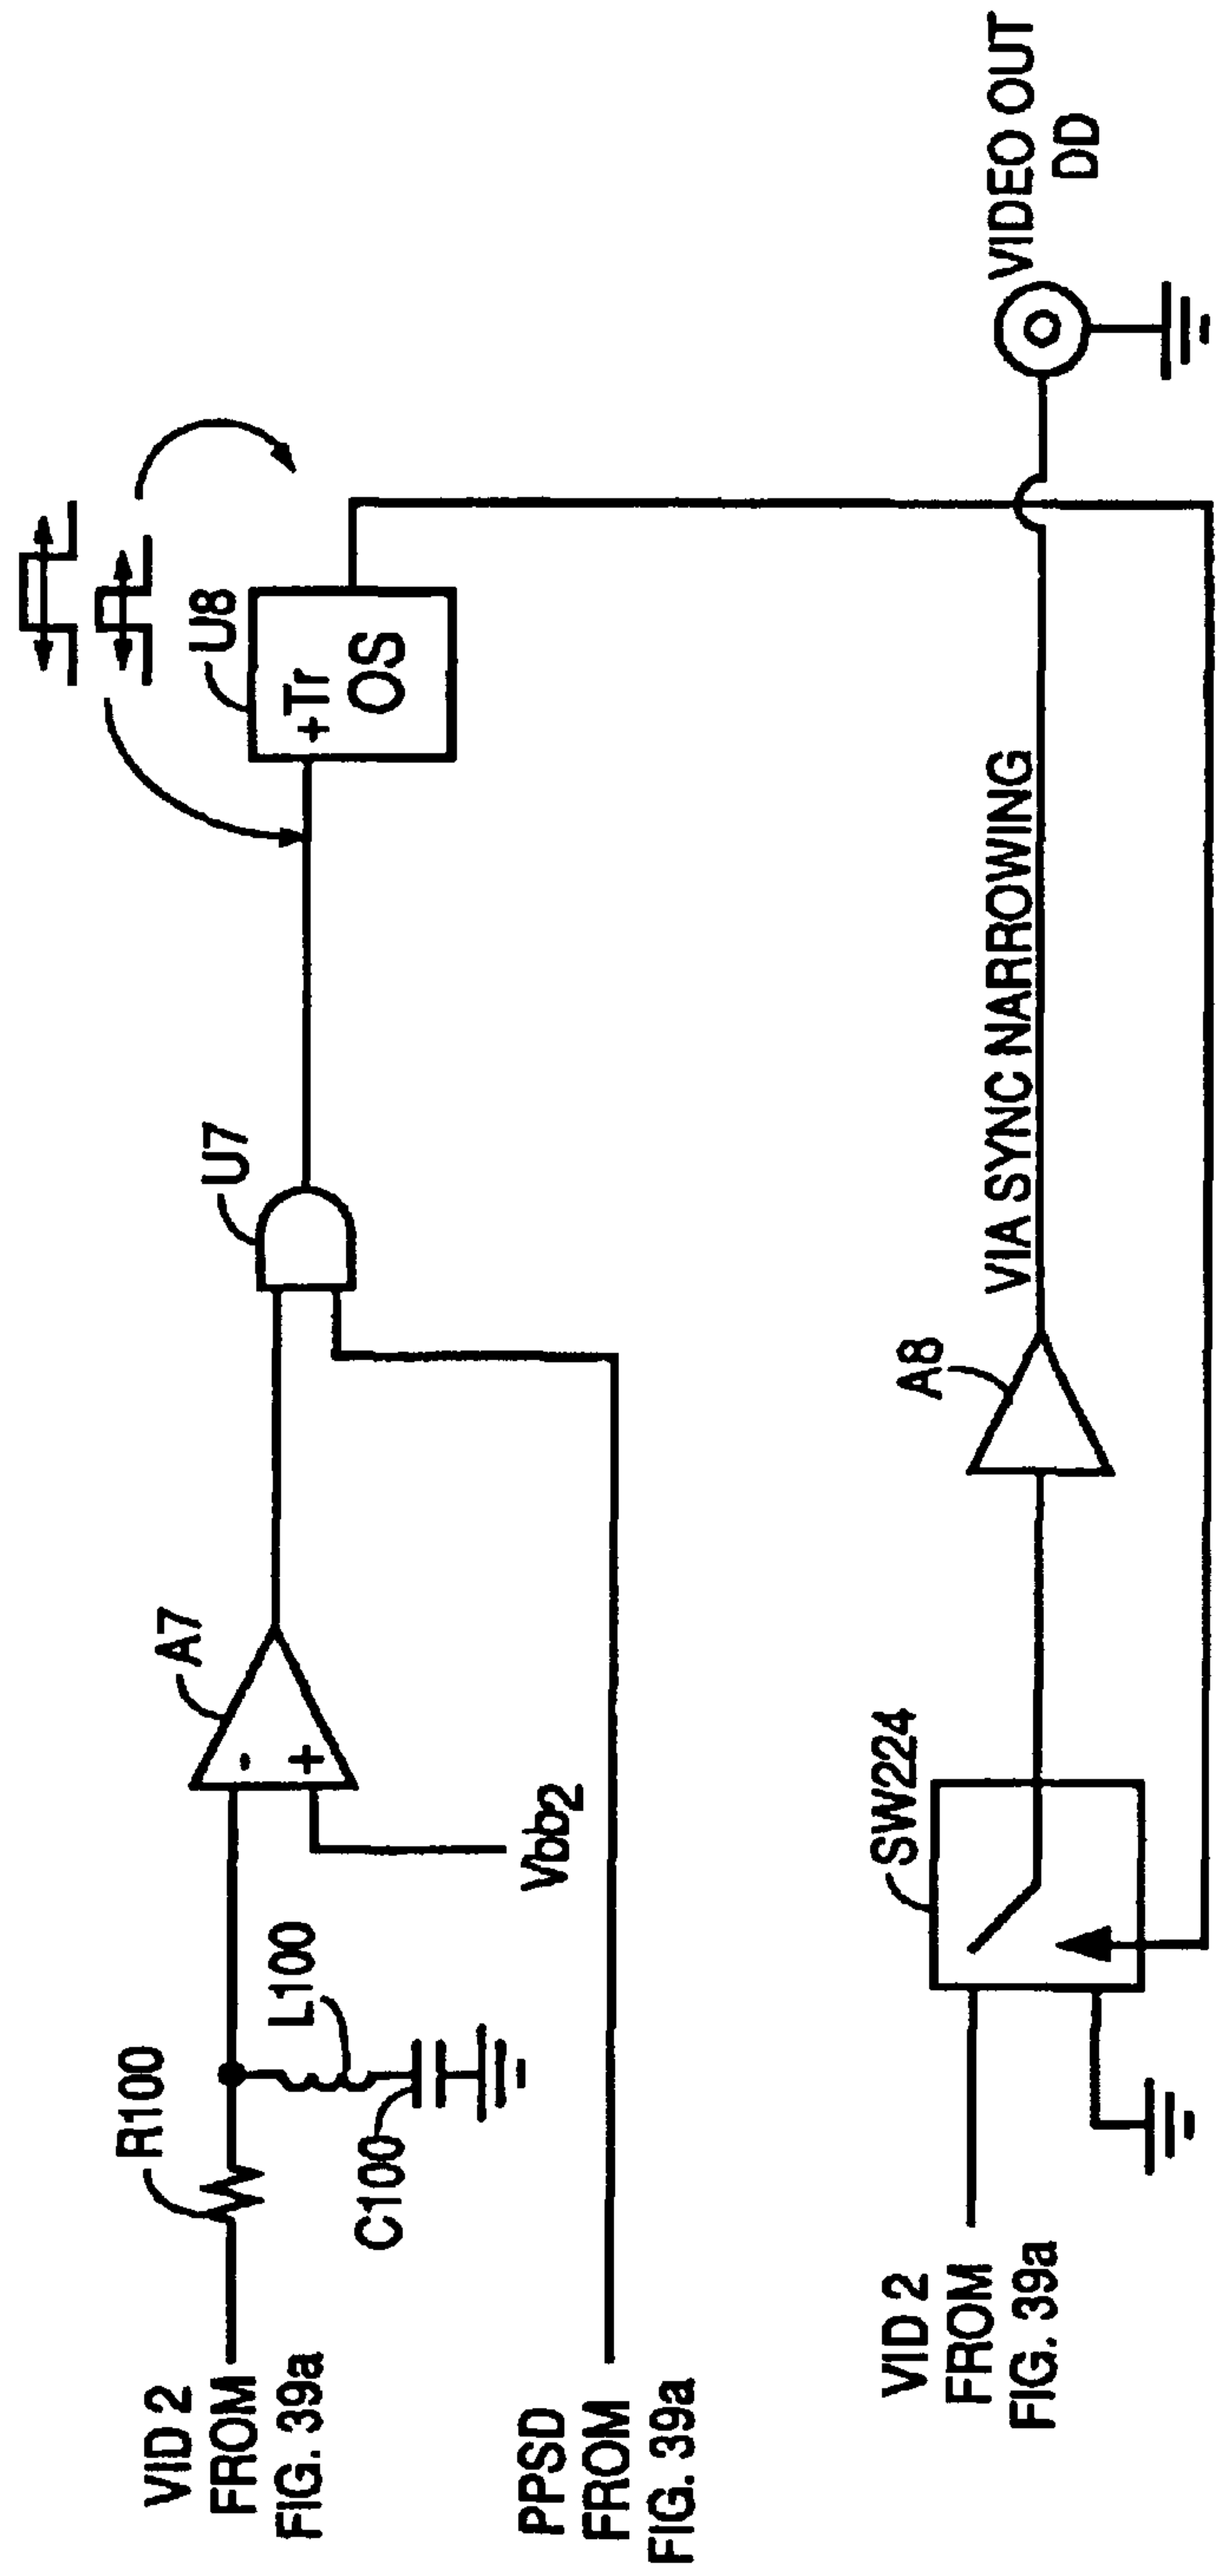 VID 2
FROM
FIG. 39a
R100
L100
C100
A7
-
+
Vbb2
U7
U8
+Tr
OS
PPSD
FROM
FIG. 39a
VID 2
FROM
FIG. 39a
SW224
A8
VIA SYNC NARROWING
VIDEO OUT
DD